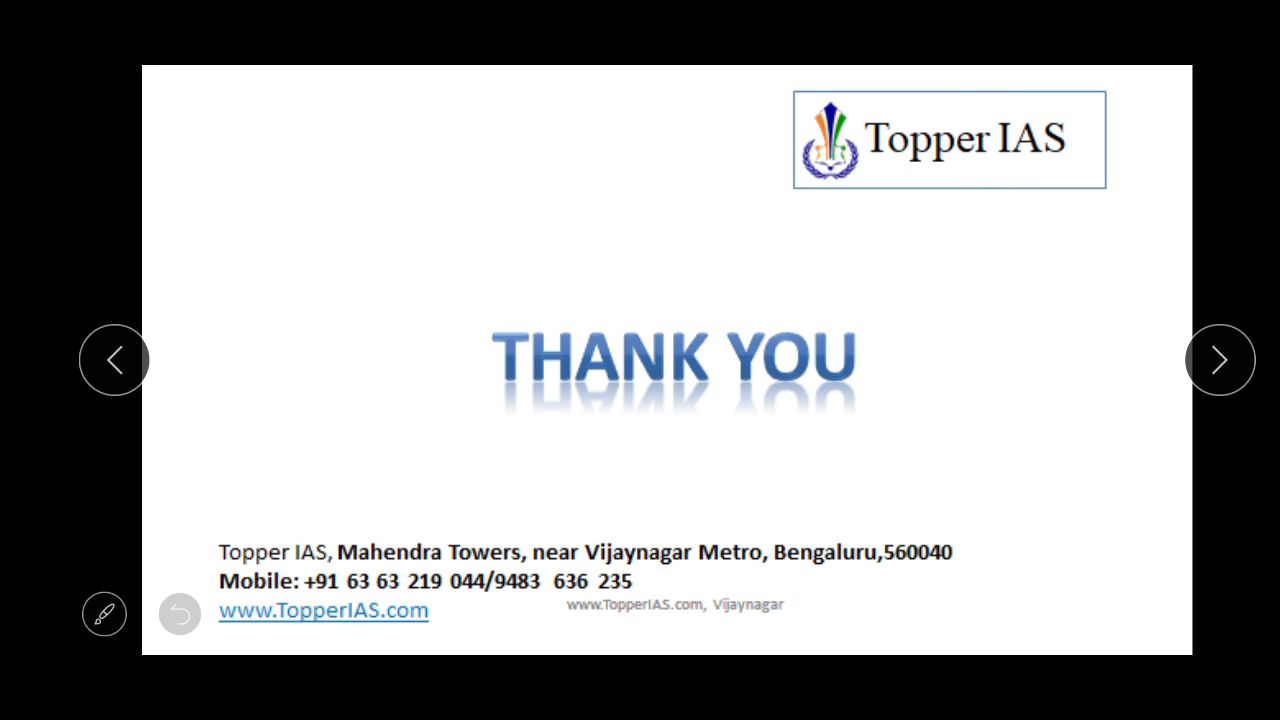 Topper IAS
THANK YOU
Topper IAS, Mahendra Towers, near Vijaynagar Metro, Bengaluru,560040
Mobile: +91 63 63 219 044/9483 636 235
www.TopperIAS.com
www.TopperIAS.com, Vijaynagar